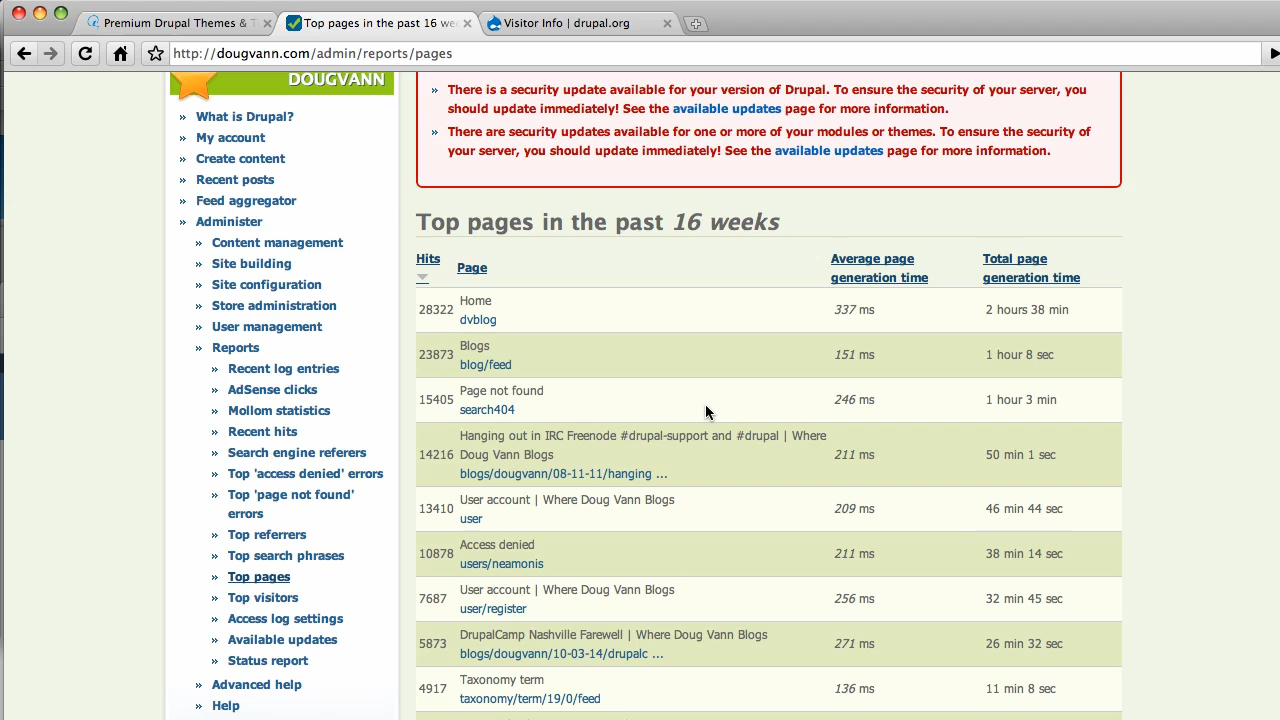 Premium Drupal Themes & T
Top pages in the past 16 we
Visitor Info | drupal.org
http://dougvann.com/admin/reports/pages
DOUGVANN
» What is Drupal?
» My account
» Create content
» Recent posts
» Feed aggregator
» Administer
» Content management
» Site building
» Site configuration
» Store administration
» User management
» Reports
» Recent log entries
» AdSense clicks
» Mollom statistics
» Recent hits
» Search engine referers
» Top 'access denied' errors
» Top 'page not found'
errors
» Top referrers
» Top search phrases
» Top pages
» Top visitors
» Access log settings
» Available updates
» Status report
» Advanced help
» Help
» There is a security update available for your version of Drupal. To ensure the security of your server, you
should update immediately! See the available updates page for more information.
» There are security updates available for one or more of your modules or themes. To ensure the security of
your server, you should update immediately! See the available updates page for more information.
Top pages in the past 16 weeks
Hits Page Average page generation time Total page generation time
28322 Home 337 ms 2 hours 38 min
dvblog
23873 Blogs 151 ms 1 hour 8 sec
blog/feed
15405 Page not found 246 ms 1 hour 3 min
search404
Hanging out in IRC Freenode #drupal-support and #drupal | Where
14216 Doug Vann Blogs 211 ms 50 min 1 sec
blogs/dougvann/08-11-11/hanging ...
13410 User account | Where Doug Vann Blogs 209 ms 46 min 44 sec
user
10878 Access denied 211 ms 38 min 14 sec
users/neamonis
7687 User account | Where Doug Vann Blogs 256 ms 32 min 45 sec
user/register
5873 DrupalCamp Nashville Farewell | Where Doug Vann Blogs 271 ms 26 min 32 sec
blogs/dougvann/10-03-14/drupalc ...
4917 Taxonomy term 136 ms 11 min 8 sec
taxonomy/term/19/0/feed